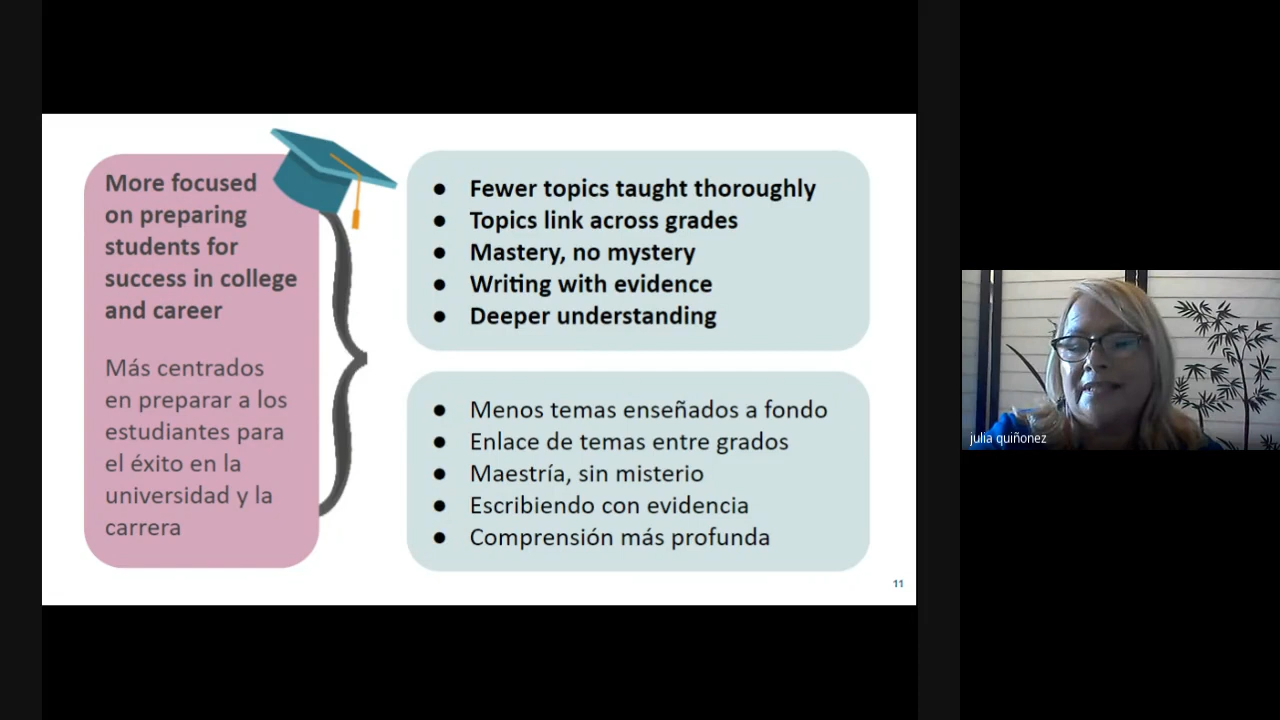 More focused
on preparing
students for
success in college
and career
Más centrados
en preparar a los
estudiantes para
el éxito en la
universidad y la
carrera
● Fewer topics taught thoroughly
● Topics link across grades
● Mastery, no mystery
● Writing with evidence
● Deeper understanding
● Menos temas enseñados a fondo
● Enlace de temas entre grados
● Maestría, sin misterio
● Escribiendo con evidencia
● Comprensión más profunda
11
julia quiñonez